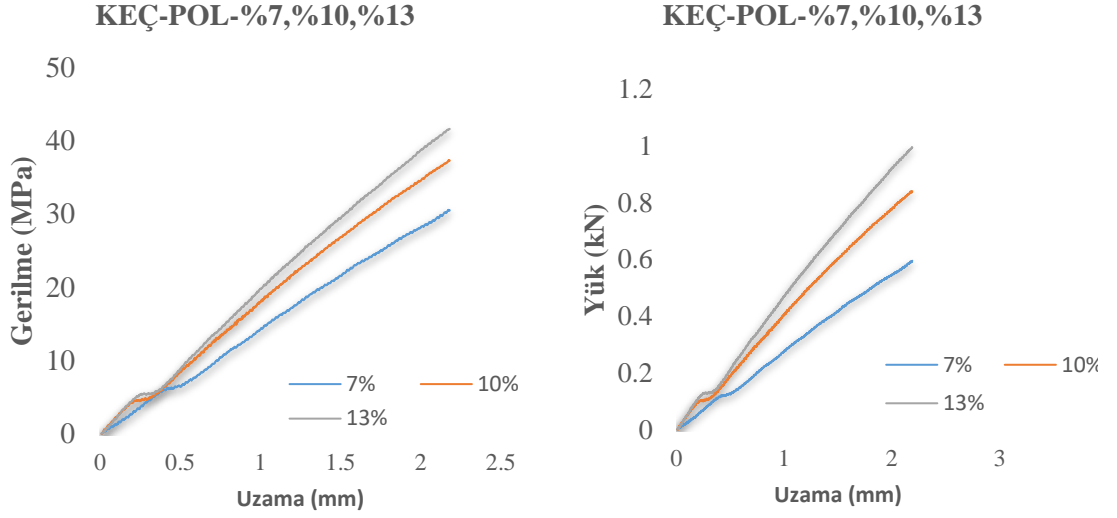 KEÇ-POL-%7,%10,%13
50
40
30
20
10
0
Gerilme (MPa)
0 0.5 1 1.5 2 2.5
Uzama (mm)
7% 10%
13%
KEÇ-POL-%7,%10,%13
1.2
1
0.8
0.6
0.4
0.2
0
Yük (kN)
0 1 2 3
Uzama (mm)
7% 10%
13%